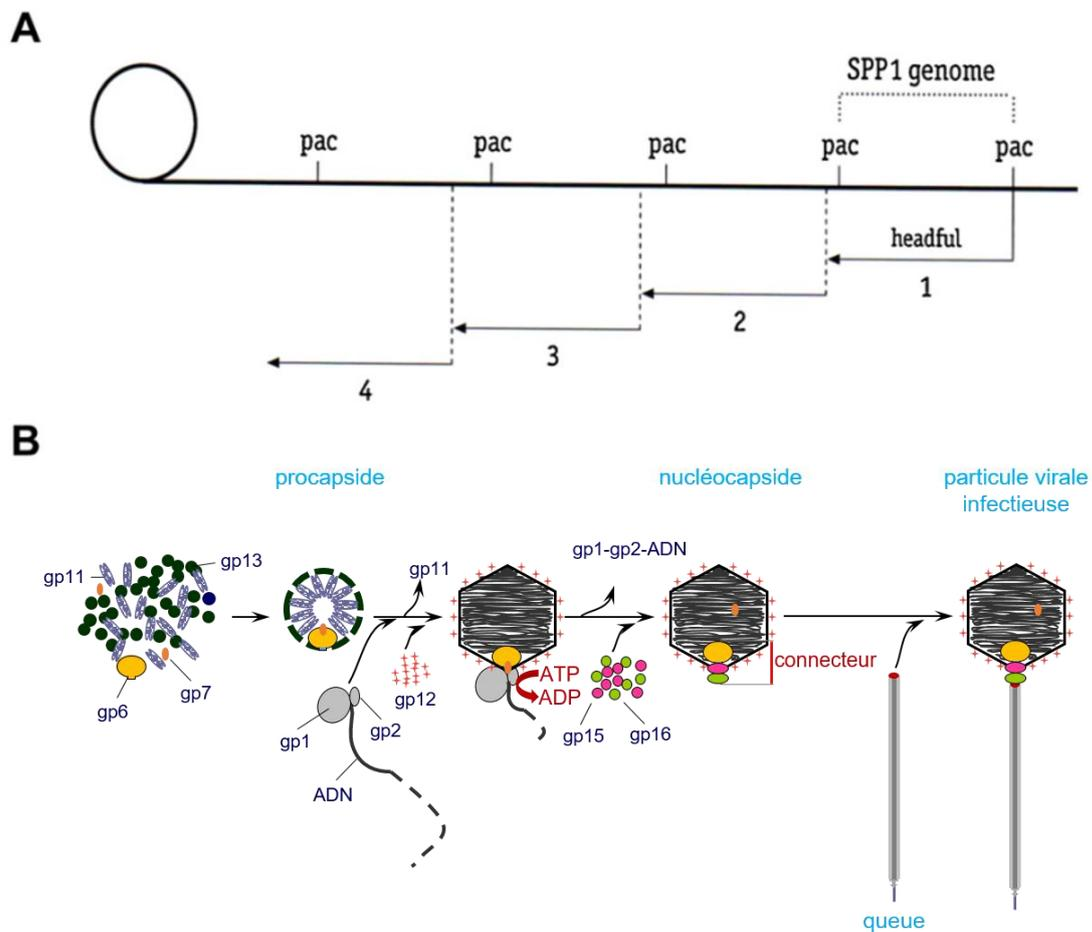 A
SPP1 genome
pac
pac
pac
pac
pac
headful
1
2
3
4
B
procapside
nucléocapside
particule virale
infectieuse
gp11
gp13
gp6
gp7
gp11
gp12
gp1
gp2
ADN
ATP
ADP
gp1-gp2-ADN
gp15
gp16
connecteur
queue